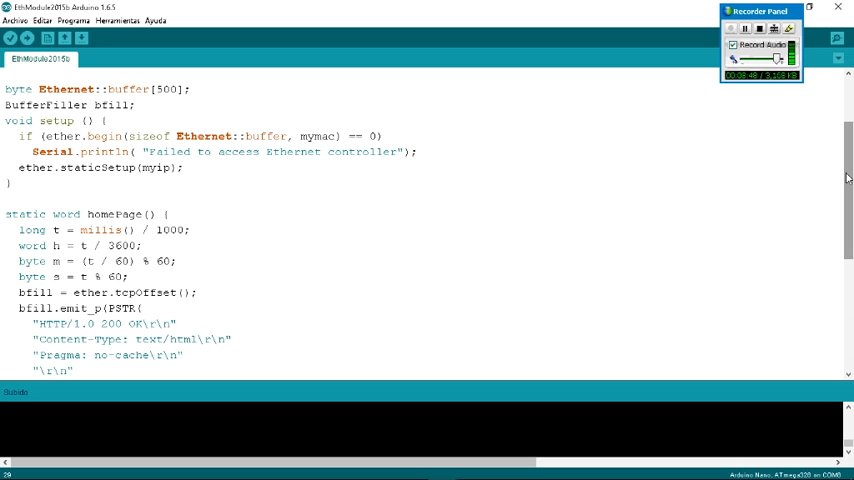 EthModule2015b Arduino 1.6.5
Archivo Editar Programa Herramientas Ayuda
Recorder Panel
Record Audio
EthModule2015b
byte Ethernet::buffer[500];
BufferFiller bfill;
void setup () {
if (ether.begin(sizeof Ethernet::buffer, mymac) == 0)
Serial.println( "Failed to access Ethernet controller");
ether.staticSetup(myip);
}
static word homePage() {
long t = millis() / 1000;
word h = t / 3600;
byte m = (t / 60) % 60;
byte s = t % 60;
bfill = ether.tcpOffset();
bfill.emit_p(PSTR(
"HTTP/1.0 200 OK\r\n"
"Content-Type: text/html\r\n"
"Pragma: no-cache\r\n"
"\r\n"
Subido
29
Arduino Nano, ATmega328 on COM8